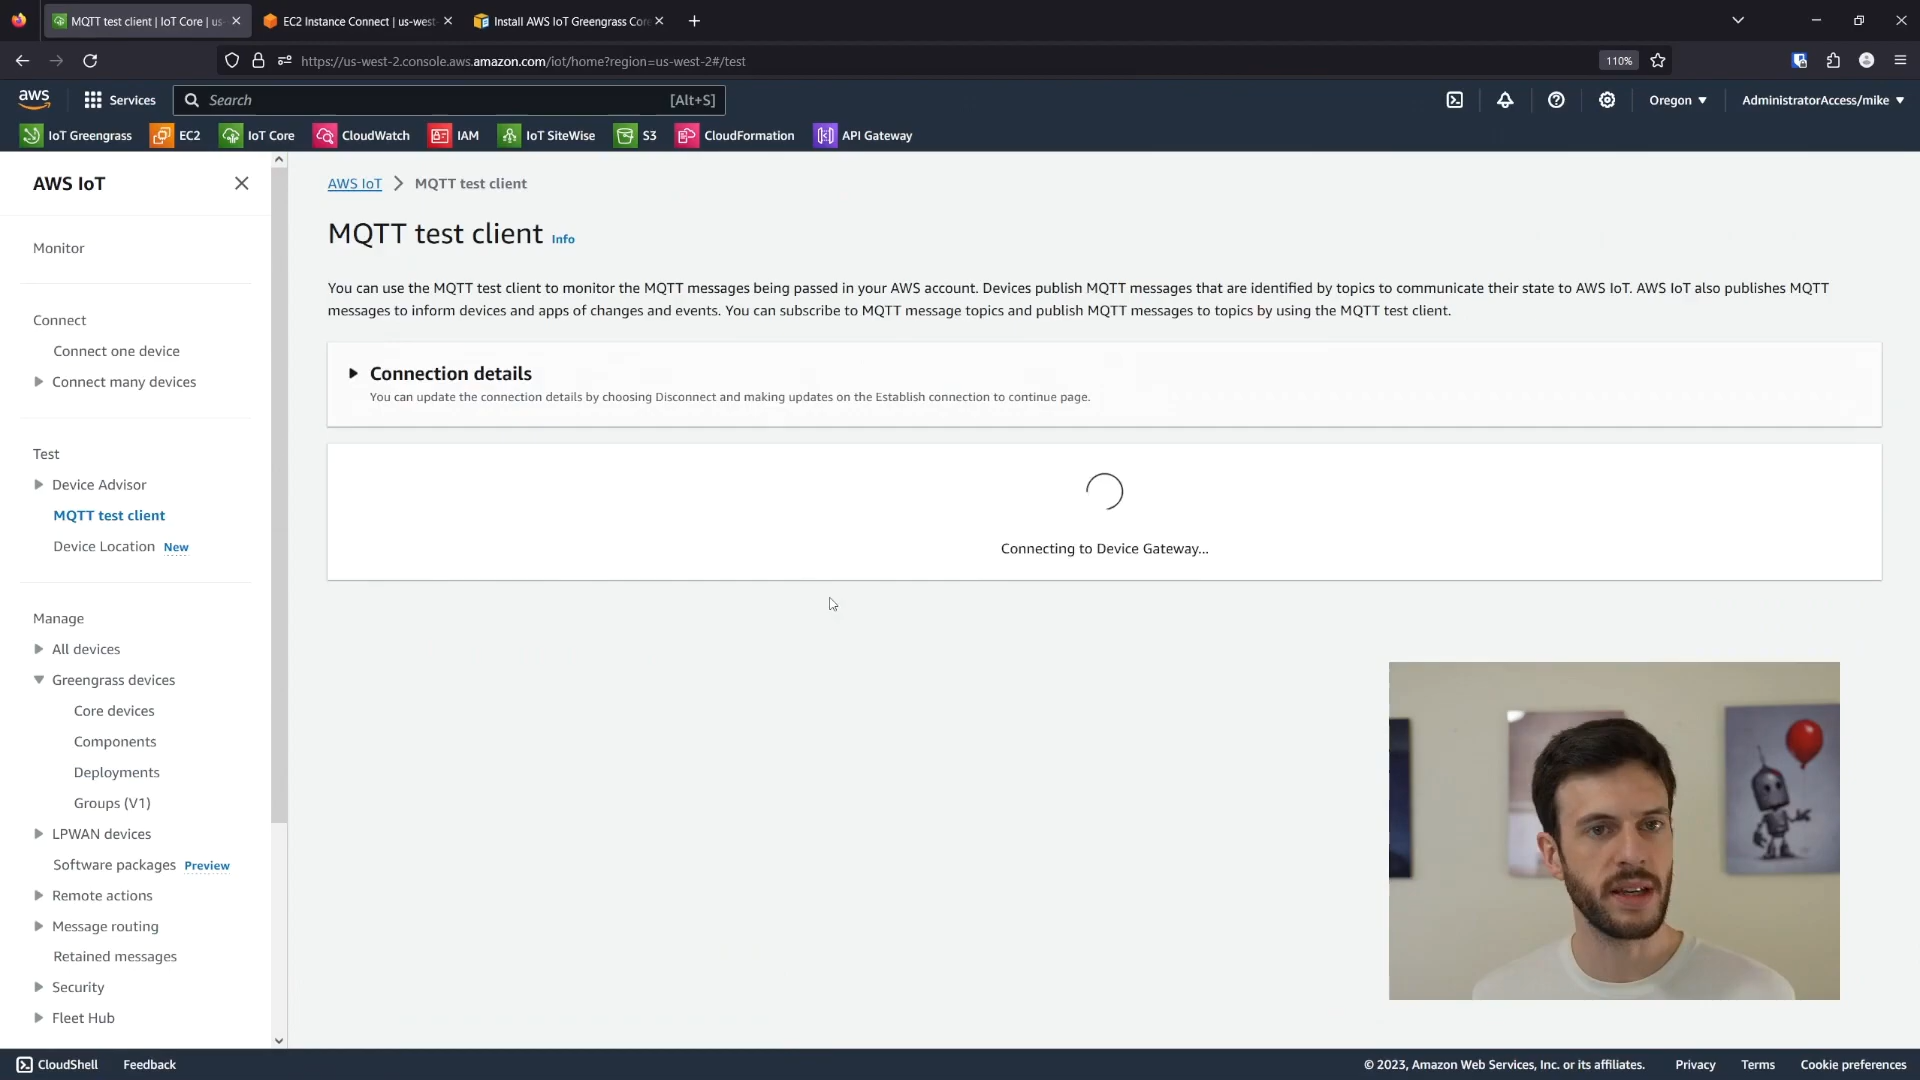 MQTT test client | IoT Core | us-
EC2 Instance Connect | us-west-
Install AWS IoT Greengrass Core
https://us-west-2.console.aws.amazon.com/iot/home?region=us-west-2#/test
110%
aws
Services
Search
[Alt+S]
Oregon
AdministratorAccess/mike
IoT Greengrass
EC2
IoT Core
CloudWatch
IAM
IoT SiteWise
S3
CloudFormation
API Gateway
AWS IoT
Monitor
Connect
Connect one device
Connect many devices
Test
Device Advisor
MQTT test client
Device Location New
Manage
All devices
Greengrass devices
Core devices
Components
Deployments
Groups (V1)
LPWAN devices
Software packages Preview
Remote actions
Message routing
Retained messages
Security
Fleet Hub
AWS IoT > MQTT test client
MQTT test client Info
You can use the MQTT test client to monitor the MQTT messages being passed in your AWS account. Devices publish MQTT messages that are identified by topics to communicate their state to AWS IoT. AWS IoT also publishes MQTT
messages to inform devices and apps of changes and events. You can subscribe to MQTT message topics and publish MQTT messages to topics by using the MQTT test client.
Connection details
You can update the connection details by choosing Disconnect and making updates on the Establish connection to continue page.
Connecting to Device Gateway...
CloudShell
Feedback
© 2023, Amazon Web Services, Inc. or its affiliates.
Privacy
Terms
Cookie preferences